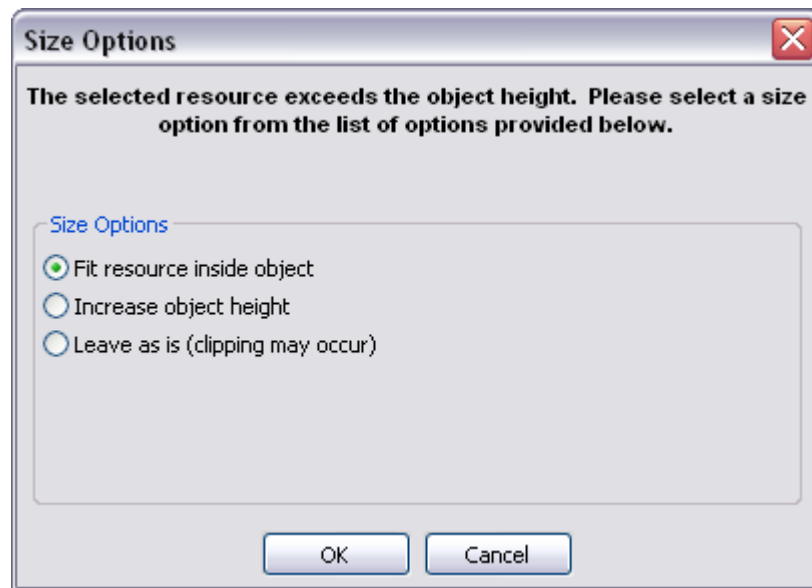 Size Options
The selected resource exceeds the object height. Please select a size
option from the list of options provided below.
Size Options
Fit resource inside object
Increase object height
Leave as is (clipping may occur)
OK
Cancel